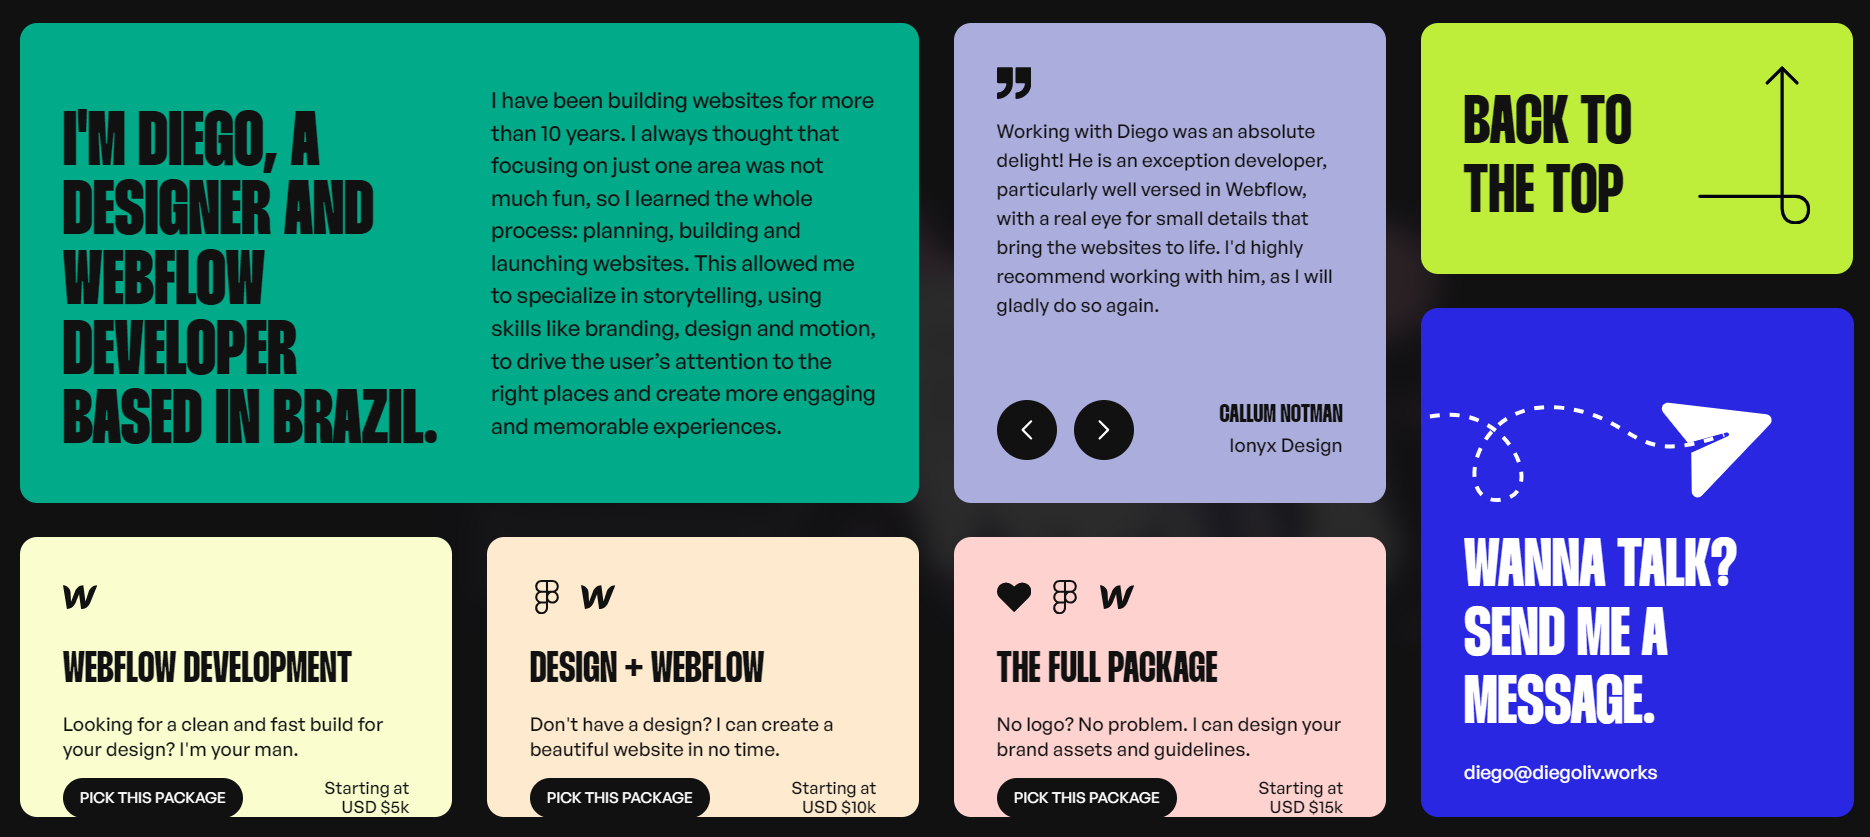 I'M DIEGO, A
DESIGNER AND
WEBFLOW
DEVELOPER
BASED IN BRAZIL.
I have been building websites for more
than 10 years. I always thought that
focusing on just one area was not
much fun, so I learned the whole
process: planning, building and
launching websites. This allowed me
to specialize in storytelling, using
skills like branding, design and motion,
to drive the user’s attention to the
right places and create more engaging
and memorable experiences.
Working with Diego was an absolute
delight! He is an exception developer,
particularly well versed in Webflow,
with a real eye for small details that
bring the websites to life. I'd highly
recommend working with him, as I will
gladly do so again.
CALLUM NOTMAN
Ionyx Design
BACK TO
THE TOP
WEBFLOW DEVELOPMENT
Looking for a clean and fast build for
your design? I'm your man.
PICK THIS PACKAGE
Starting at
USD $5k
DESIGN + WEBFLOW
Don't have a design? I can create a
beautiful website in no time.
PICK THIS PACKAGE
Starting at
USD $10k
THE FULL PACKAGE
No logo? No problem. I can design your
brand assets and guidelines.
PICK THIS PACKAGE
Starting at
USD $15k
WANNA TALK?
SEND ME A
MESSAGE.
diego@diegoliv.works